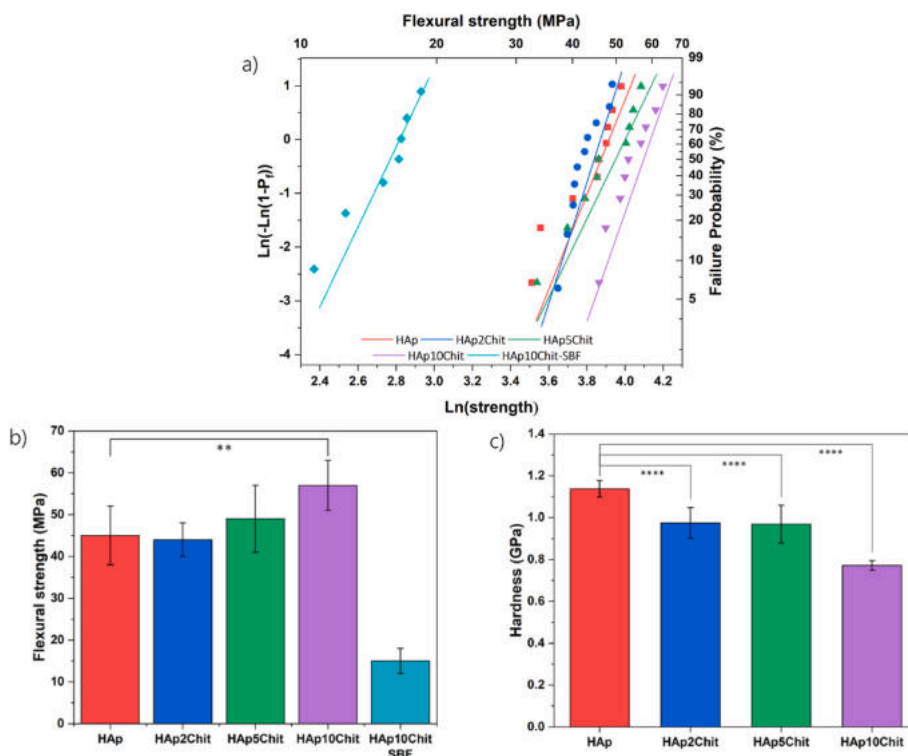 Flexural strength (MPa)
10 20 30 40 50 60 70
a)
Ln(-Ln(1-Pf))
1
0
-1
-2
-3
-4
99
90
80
70
60
50
40
30
20
10
5
Failure Probability (%)
HAp HAp2Chit HAp5Chit
HAp10Chit HAp10Chit-SBF
2.4 2.6 2.8 3.0 3.6 3.8 4.0 4.2
Ln(strength)
b)
Flexural strength (MPa)
70
60
50
40
30
20
10
0
**
HAp HAp2Chit HAp5Chit HAp10Chit HAp10Chit
SBF
c)
Hardness (GPa)
1.4
1.2
1.0
0.8
0.6
0.4
0.2
0.0
****
****
****
HAp HAp2Chit HAp5Chit HAp10Chit